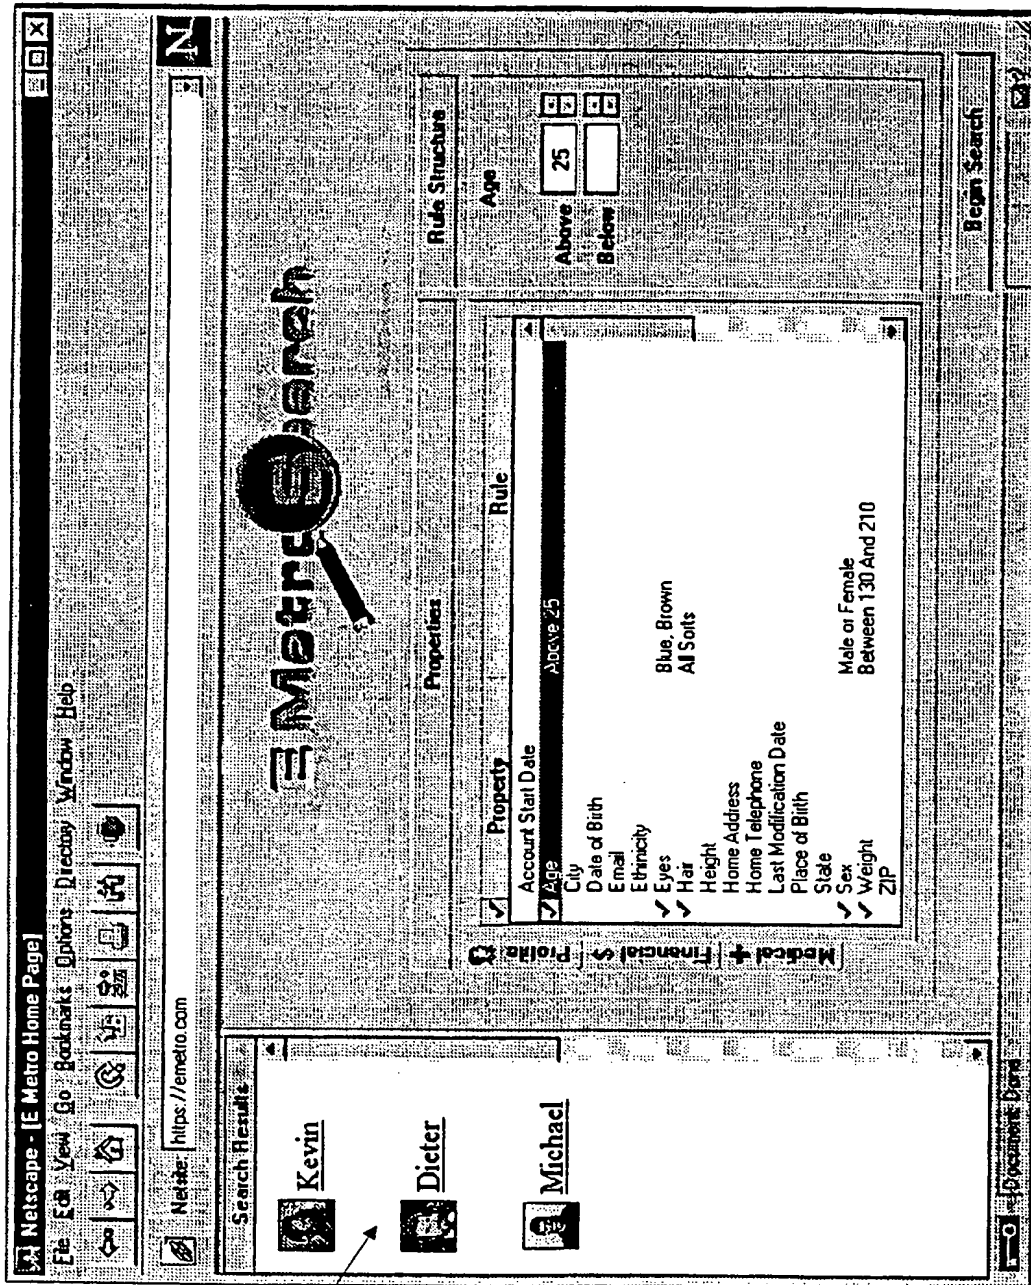 Netscape - [E Metro Home Page]
File Edit View Go Bookmarks Options Directory Window Help
Netsite: https://emetro.com
N
Search Results
Kevin
Dieter
Michael
EMetro Search
Properties
Rule Structure
Profile
$ Financial
Medical
✓ Property Rule
Account Start Date
✓ Age Above 25
City
Date of Birth
Email
Ethinicity
✓ Eyes Blue, Brown
✓ Hair All Sorts
Height
Home Address
Home Telephone
Last Modification Date
Place of Birth
State
✓ Sex Male or Female
✓ Weight Between 130 And 210
ZIP
Age
Above 25
Below
Begin Search
Document: Done